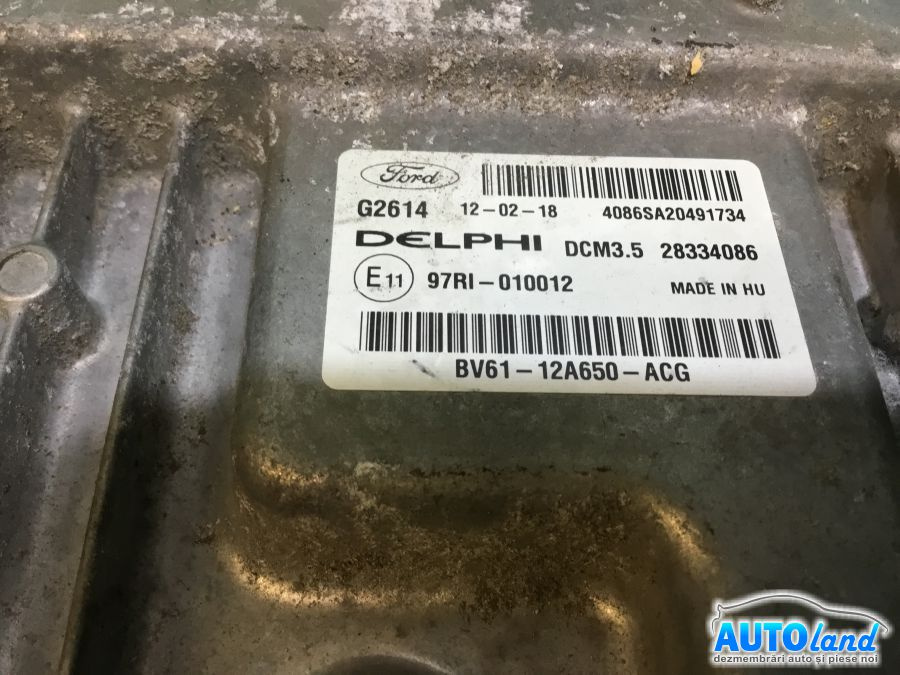 Ford
G2614 12-02-18 4086SA20491734
DELPHI DCM3.5 28334086
E11 97RI-010012 MADE IN HU
BV61-12A650-ACG
AUTOland
dezmembrări auto și piese noi